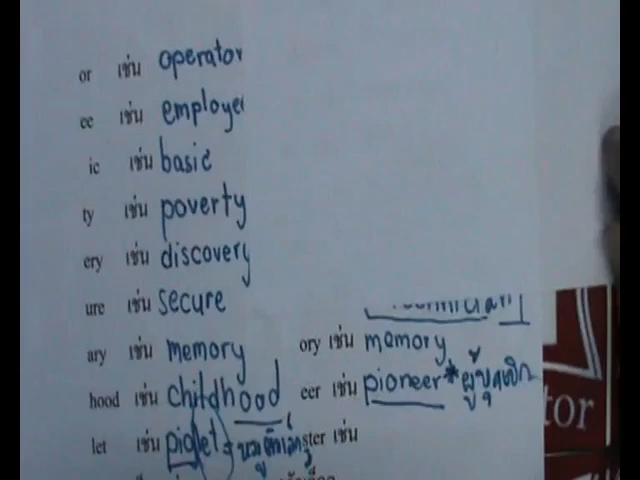 or เช่น operator
ee เช่น employee
ic เช่น basic
ty เช่น poverty
ery เช่น discovery
ure เช่น secure
ary เช่น memory ory เช่น memory
hood เช่น childhood eer เช่น pioneer * ผู้บุกเบิก
let เช่น piglet ster เช่น
tor